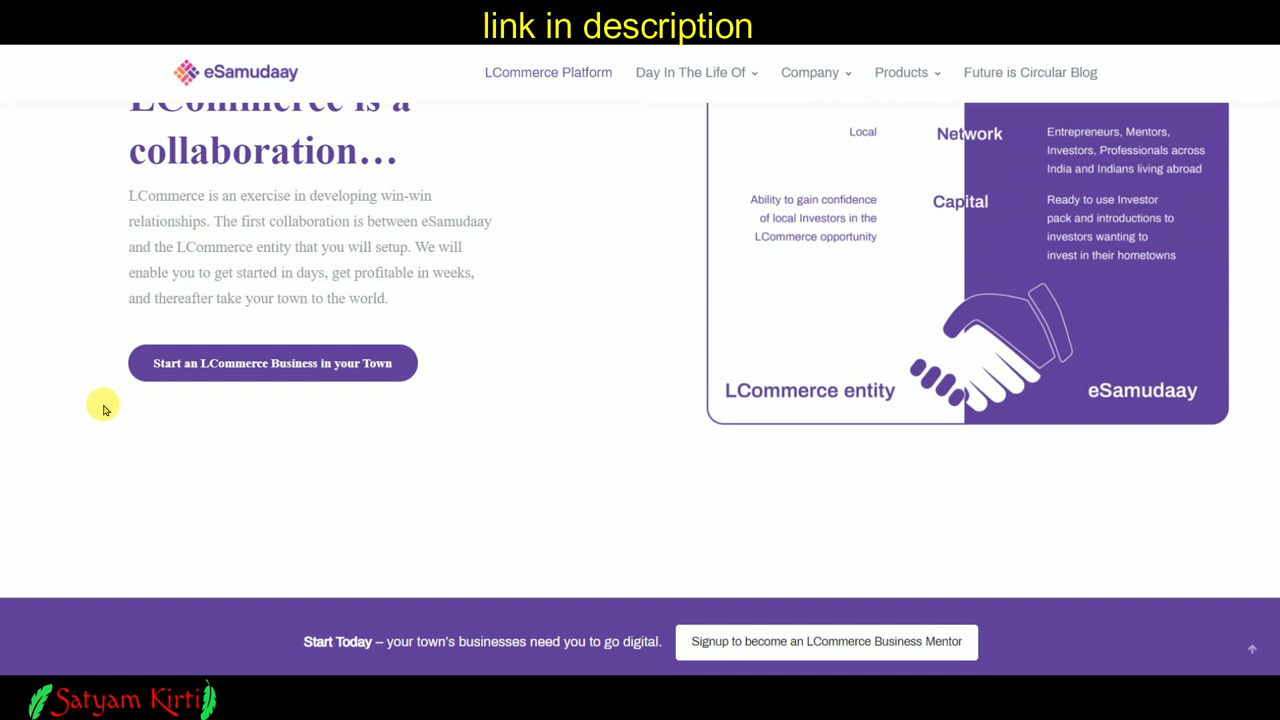 link in description
eSamudaay
LCommerce Platform
Day In The Life Of
Company
Products
Future is Circular Blog
LCommerce is a
collaboration...
LCommerce is an exercise in developing win-win
relationships. The first collaboration is between eSamudaay
and the LCommerce entity that you will setup. We will
enable you to get started in days, get profitable in weeks,
and thereafter take your town to the world.
Start an LCommerce Business in your Town
Local
Network
Entrepreneurs, Mentors,
Investors, Professionals across
India and Indians living abroad
Ability to gain confidence
of local Investors in the
LCommerce opportunity
Capital
Ready to use Investor
pack and introductions to
investors wanting to
invest in their hometowns
LCommerce entity
eSamudaay
Start Today – your town's businesses need you to go digital.
Signup to become an LCommerce Business Mentor
Satyam Kirti